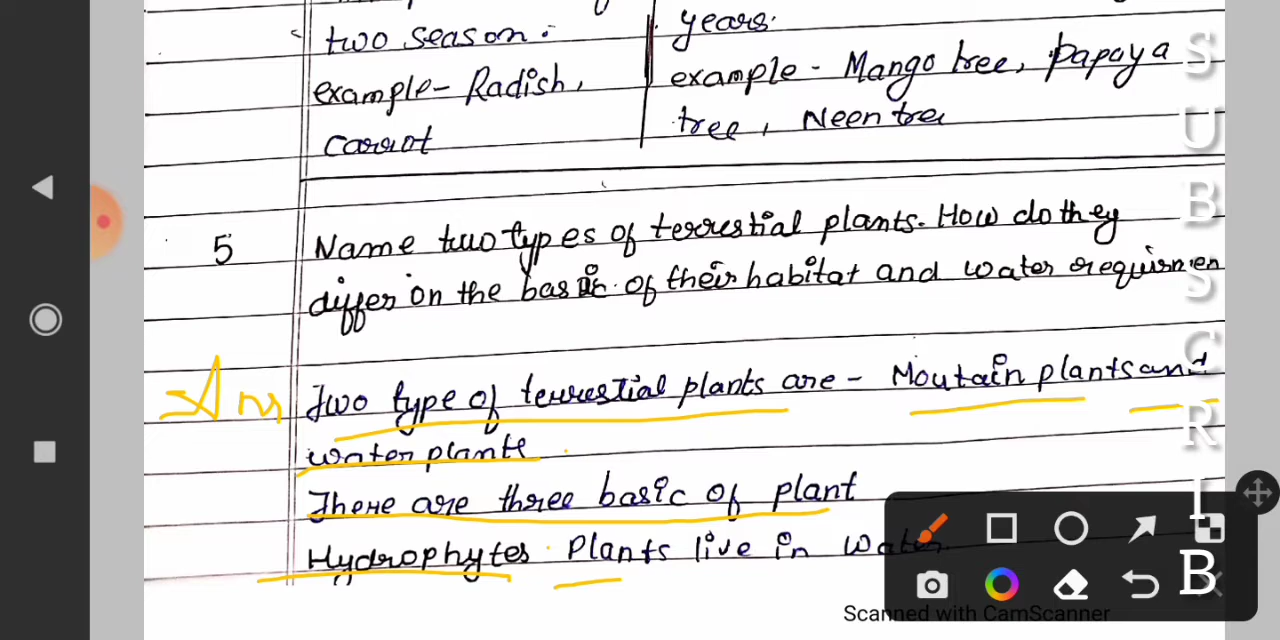 two season.
years.
example- Radish,
example - Mango tree, papaya
carrot
tree, Neen tree
5
Name two types of terrestial plants. How do they
differ on the basic of their habitat and water requirmen
Ans
Two type of terrestial plants are - Moutain plants and
water plants
There are three basic of plant
Hydrophytes. Plants live in water.
Scanned with CamScanner
SUBSCRIB